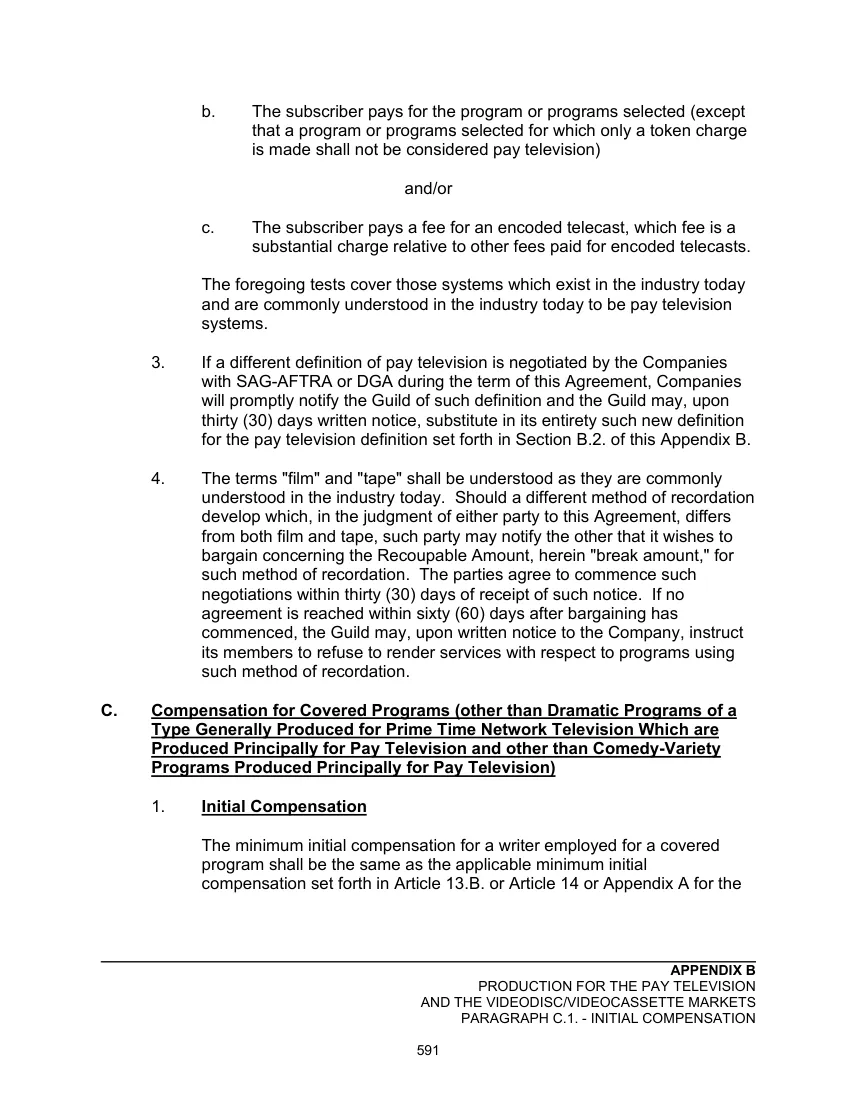 b. The subscriber pays for the program or programs selected (except
that a program or programs selected for which only a token charge
is made shall not be considered pay television)
and/or
c. The subscriber pays a fee for an encoded telecast, which fee is a
substantial charge relative to other fees paid for encoded telecasts.
The foregoing tests cover those systems which exist in the industry today
and are commonly understood in the industry today to be pay television
systems.
3. If a different definition of pay television is negotiated by the Companies
with SAG-AFTRA or DGA during the term of this Agreement, Companies
will promptly notify the Guild of such definition and the Guild may, upon
thirty (30) days written notice, substitute in its entirety such new definition
for the pay television definition set forth in Section B.2. of this Appendix B.
4. The terms "film" and "tape" shall be understood as they are commonly
understood in the industry today.  Should a different method of recordation
develop which, in the judgment of either party to this Agreement, differs
from both film and tape, such party may notify the other that it wishes to
bargain concerning the Recoupable Amount, herein "break amount," for
such method of recordation.  The parties agree to commence such
negotiations within thirty (30) days of receipt of such notice.  If no
agreement is reached within sixty (60) days after bargaining has
commenced, the Guild may, upon written notice to the Company, instruct
its members to refuse to render services with respect to programs using
such method of recordation.
C. Compensation for Covered Programs (other than Dramatic Programs of a
Type Generally Produced for Prime Time Network Television Which are
Produced Principally for Pay Television and other than Comedy-Variety
Programs Produced Principally for Pay Television)
1. Initial Compensation
The minimum initial compensation for a writer employed for a covered
program shall be the same as the applicable minimum initial
compensation set forth in Article 13.B. or Article 14 or Appendix A for the
APPENDIX B
PRODUCTION FOR THE PAY TELEVISION
AND THE VIDEODISC/VIDEOCASSETTE MARKETS
PARAGRAPH C.1. - INITIAL COMPENSATION
591